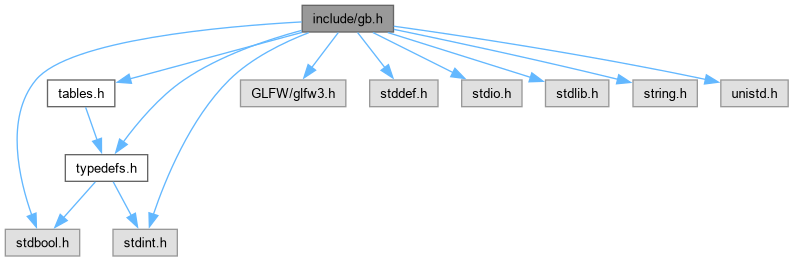 include/gb.h
tables.h
GLFW/glfw3.h
stddef.h
stdio.h
stdlib.h
string.h
unistd.h
typedefs.h
stdbool.h
stdint.h